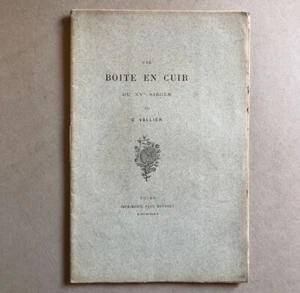 UNE
BOITE EN CUIR
DU XVᵉ SIÈCLE
PAR
G. VALLIER
TOURS
IMPRIMERIE PAUL BOUSREZ